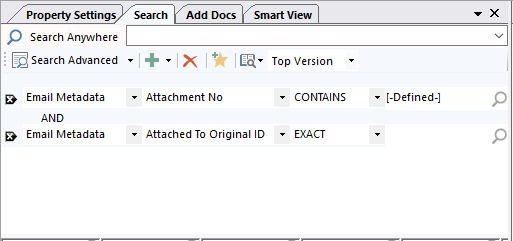 Property Settings Search Add Docs Smart View
Search Anywhere
Search Advanced Top Version
Email Metadata Attachment No CONTAINS [-Defined-]
AND
Email Metadata Attached To Original ID EXACT